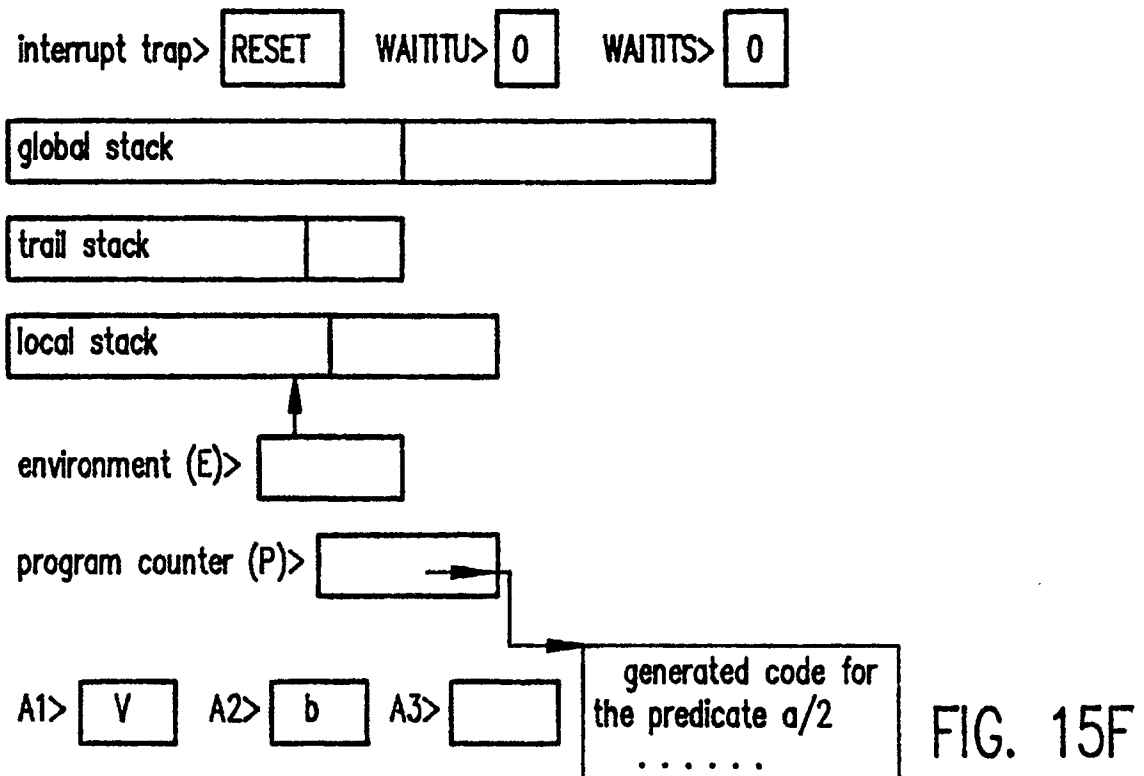 interrupt trap> RESET WAITITU> 0 WAITITS> 0
global stack
trail stack
local stack
environment (E)>
program counter (P)>
generated code for
the predicate a/2
. . . . . .
A1> V A2> b A3>
FIG. 15F